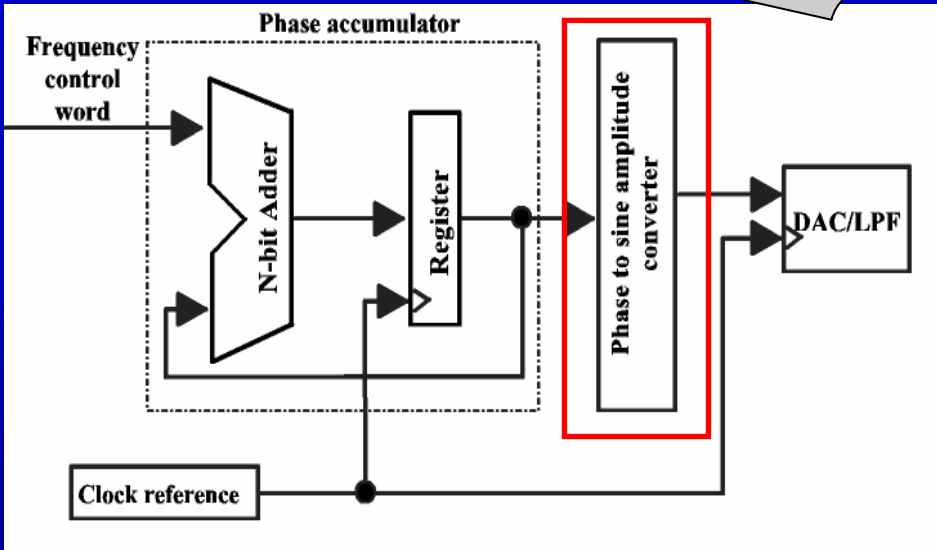 Phase accumulator
Frequency
control
word
N-bit Adder
Register
Phase to sine amplitude
converter
DAC/LPF
Clock reference